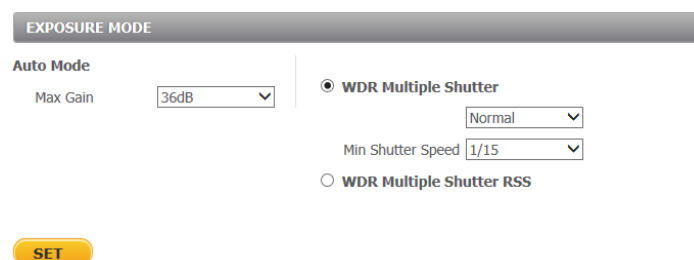 EXPOSURE MODE
Auto Mode
Max Gain 36dB
WDR Multiple Shutter
Normal
Min Shutter Speed 1/15
WDR Multiple Shutter RSS
SET